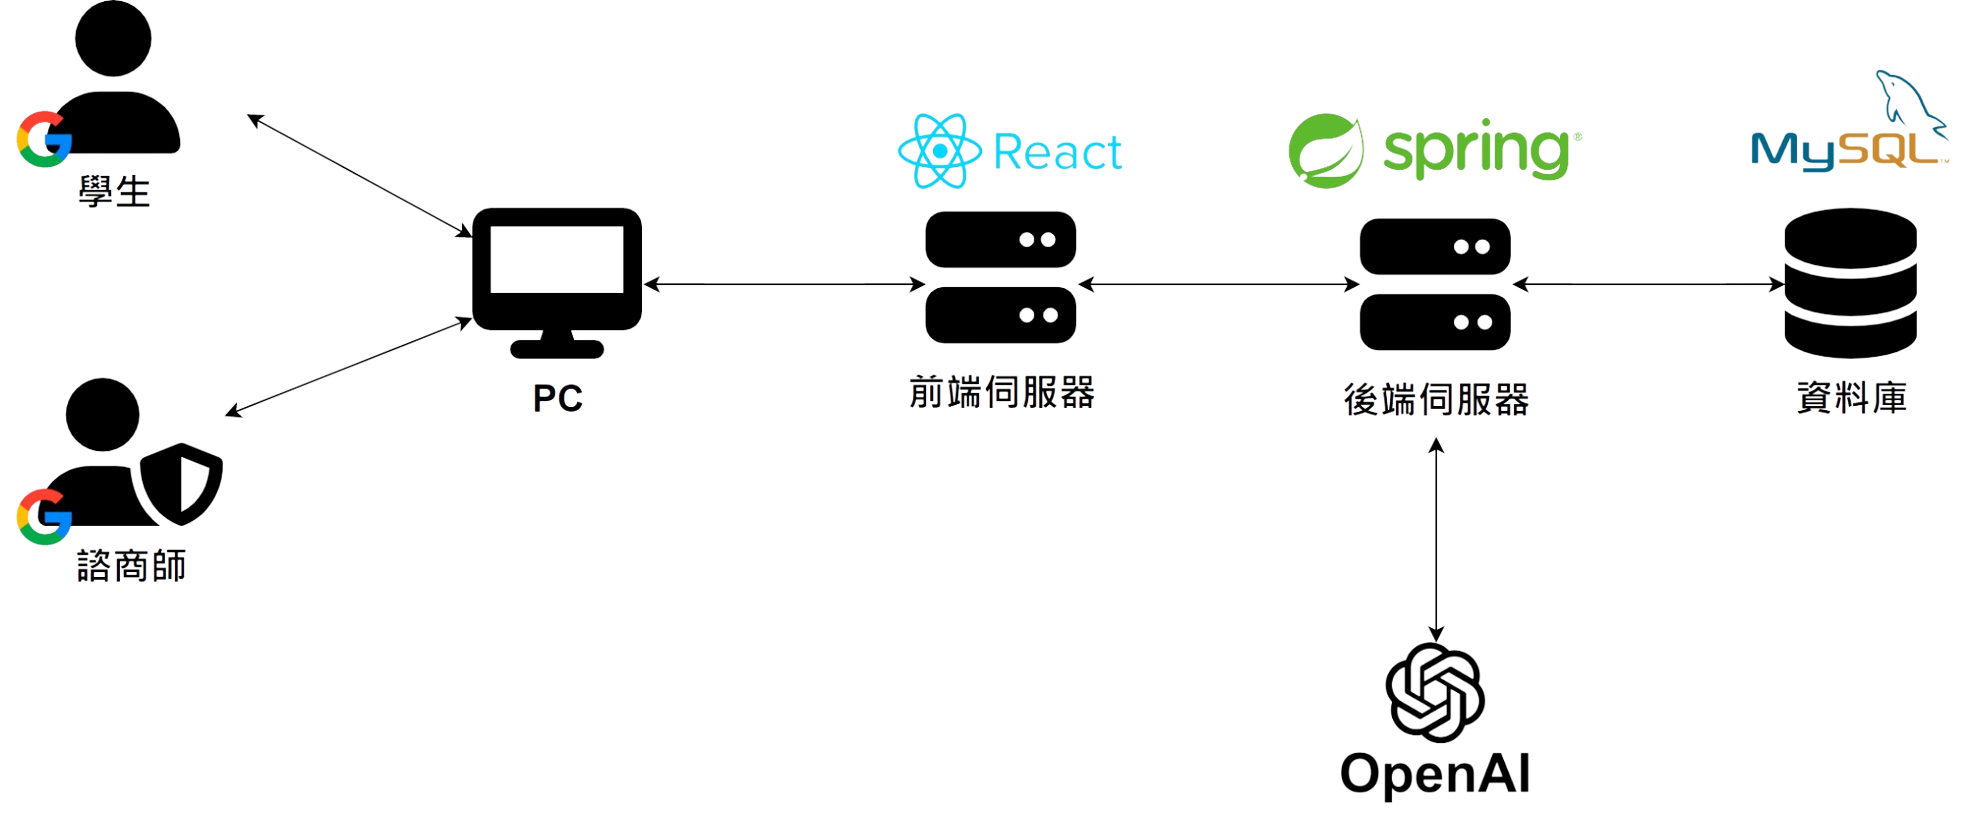 學生
諮商師
PC
React
前端伺服器
spring®
後端伺服器
MySQL™
資料庫
OpenAI